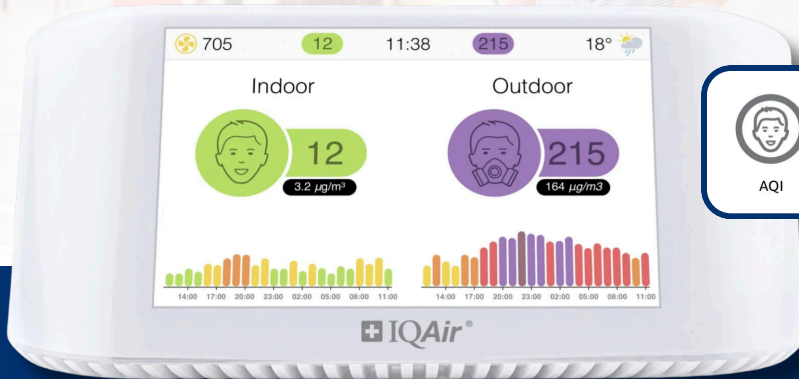 705 12 11:38 215 18°
Indoor Outdoor
12 215
3.2 µg/m³ 164 µg/m3
14:00 17:00 20:00 23:00 02:00 05:00 08:00 11:00 14:00 17:00 20:00 23:00 02:00 05:00 08:00 11:00
IQAir®
AQI